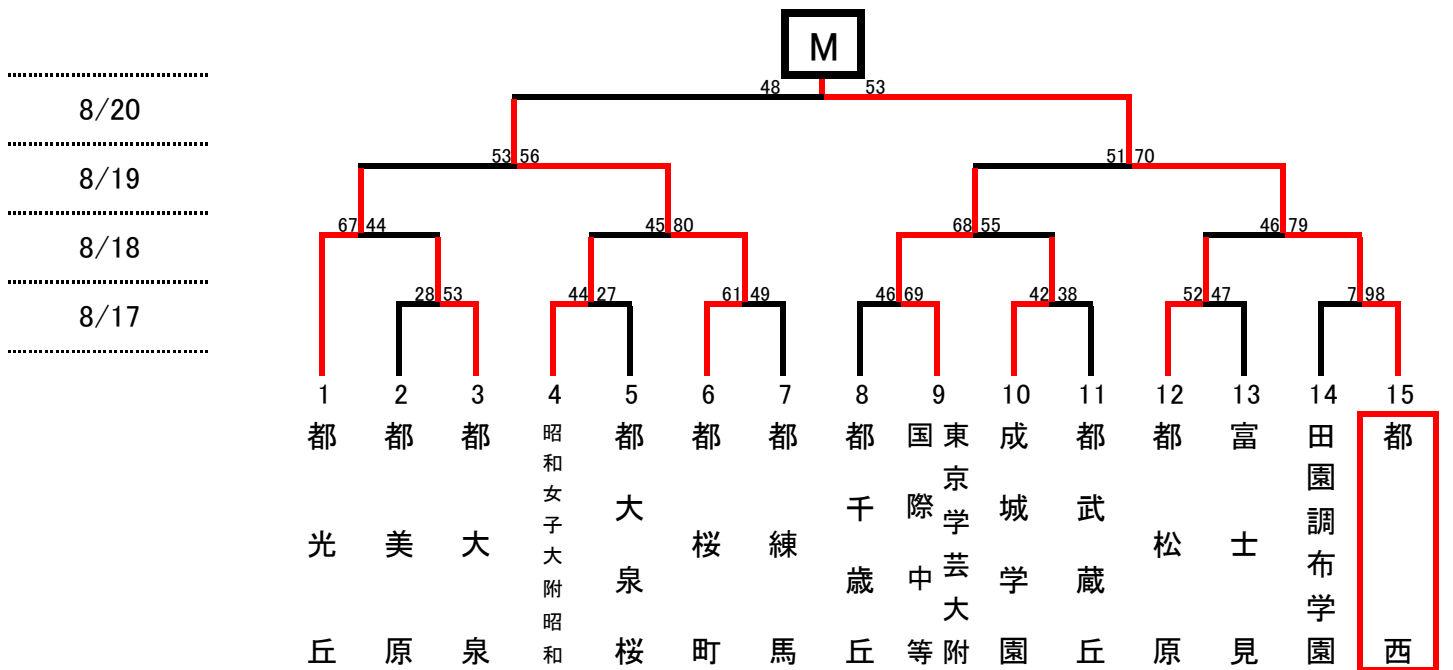 M
48 53
8/20
53 56
51 70
8/19
67 44
45 80
68 55
46 79
8/18
28 53
44 27
61 49
46 69
42 38
52 47
7 98
8/17
1 2 3 4 5 6 7 8 9 10 11 12 13 14 15
都光丘
都美原
都大泉
昭和女子大附昭和
都大泉桜
都桜町
都練馬
都千歳丘
東京学芸大附
国際中等
成城学園
都武蔵丘
都松原
富士見
田園調布学園
都西